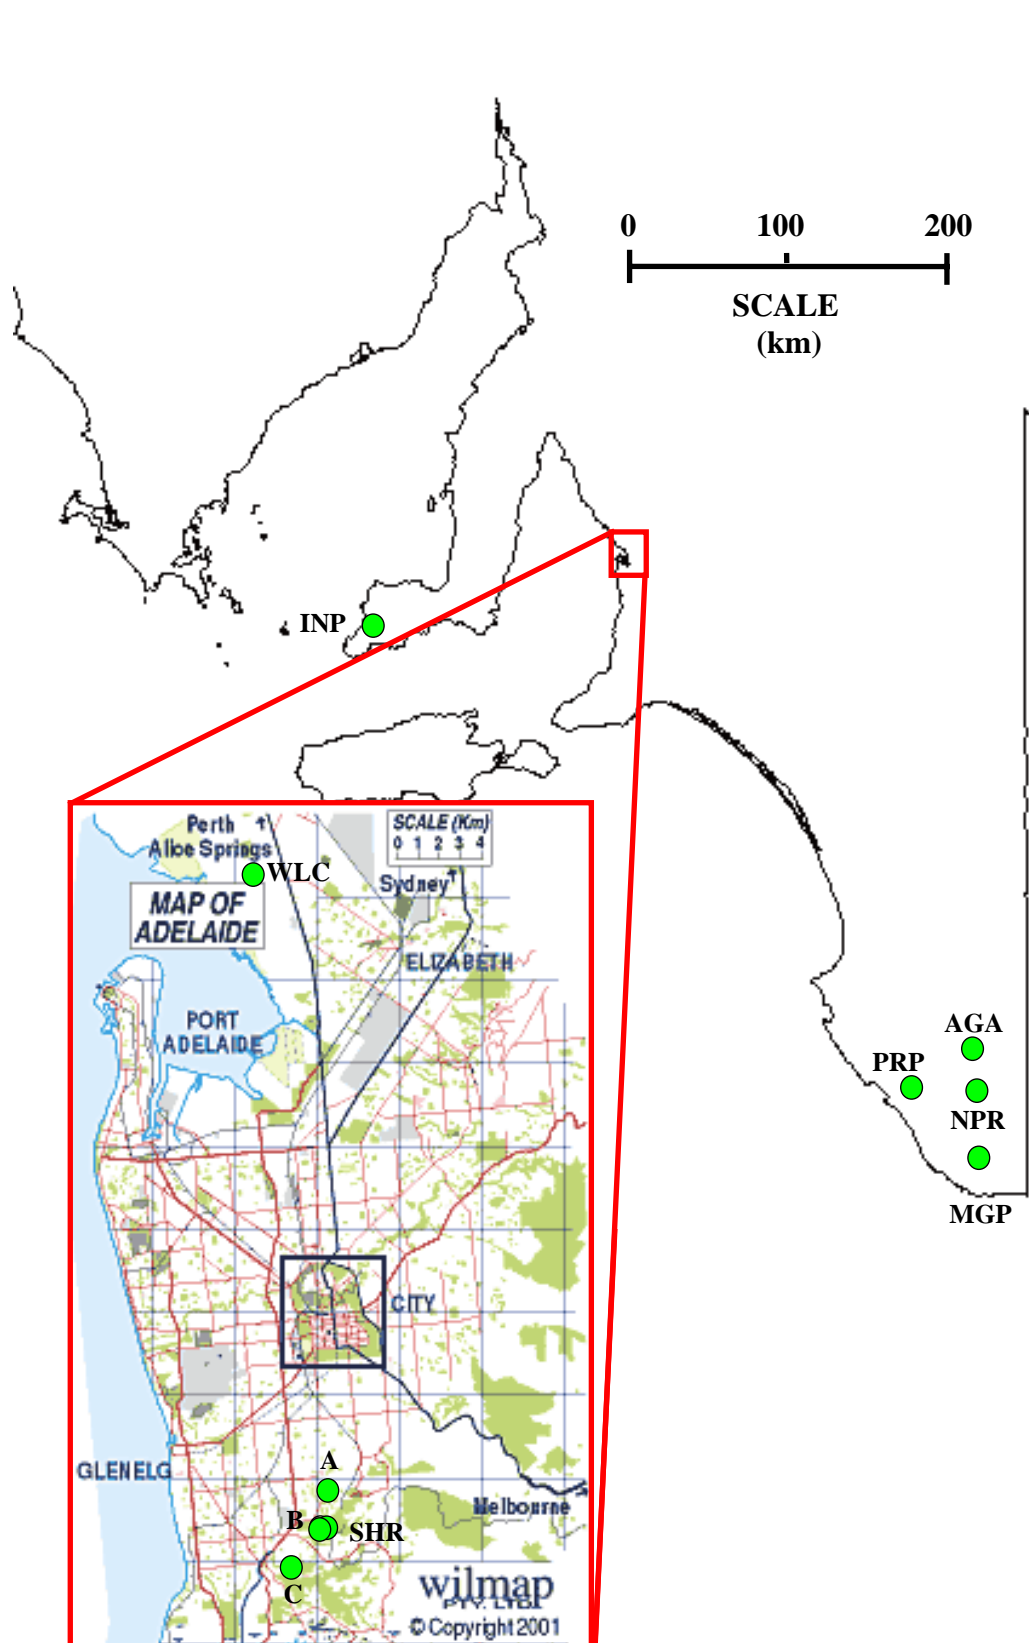 0 100 200
SCALE
(km)
INP
Perth
Alice Springs
WLC
SCALE (Km)
0 1 2 3 4
Sydney
MAP OF
ADELAIDE
ELIZABETH
PORT
ADELAIDE
AGA
PRP
NPR
MGP
CITY
GLENELG
A
Melbourne
B
SHR
C
wilmap
PTY. LTD.
© Copyright 2001